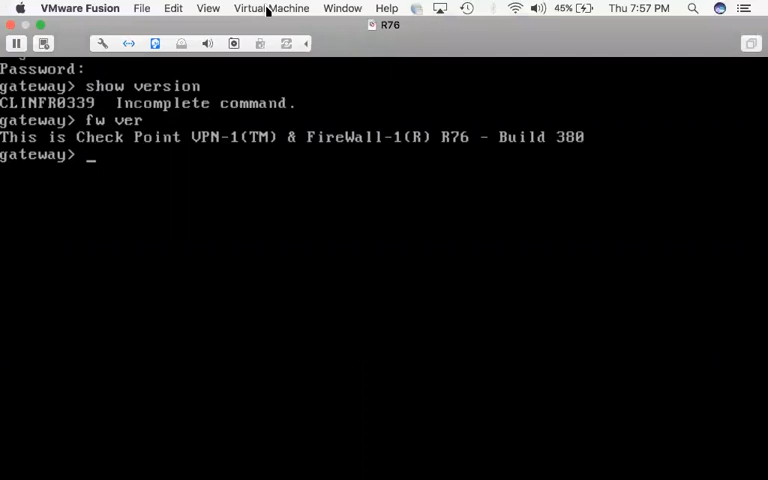 VMware Fusion File Edit View Virtual Machine Window Help 45% Thu 7:57 PM
R76
Password:
gateway> show version
CLINFR0339  Incomplete command.
gateway> fw ver
This is Check Point VPN-1(TM) & FireWall-1(R) R76 - Build 380
gateway> _